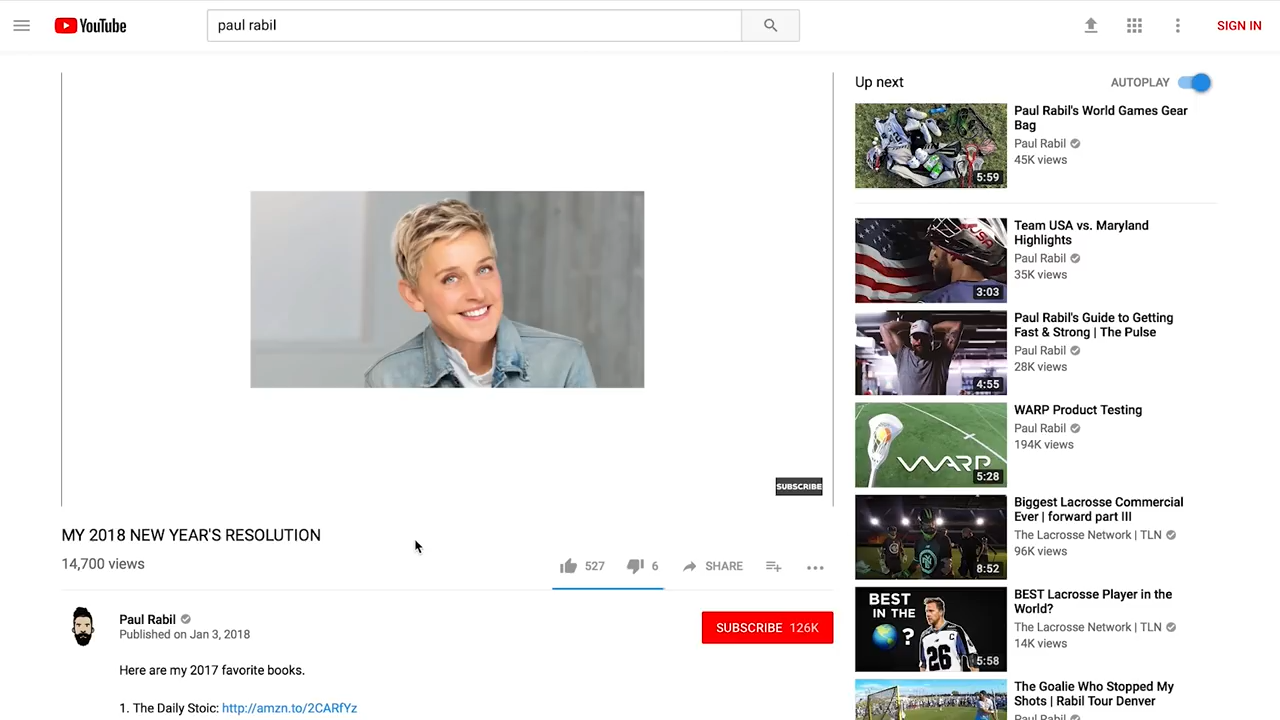 YouTube
paul rabil
SIGN IN
SUBSCRIBE
MY 2018 NEW YEAR'S RESOLUTION
14,700 views
527
6
SHARE
Paul Rabil
Published on Jan 3, 2018
SUBSCRIBE 126K
Here are my 2017 favorite books.
1. The Daily Stoic: http://amzn.to/2CARfYz
Up next
AUTOPLAY
5:59
Paul Rabil's World Games Gear
Bag
Paul Rabil
45K views
3:03
Team USA vs. Maryland
Highlights
Paul Rabil
35K views
4:55
Paul Rabil's Guide to Getting
Fast & Strong | The Pulse
Paul Rabil
28K views
WARP
5:28
WARP Product Testing
Paul Rabil
194K views
8:52
Biggest Lacrosse Commercial
Ever | forward part III
The Lacrosse Network | TLN
96K views
BEST
IN THE
?
C
26
5:58
BEST Lacrosse Player in the
World?
The Lacrosse Network | TLN
14K views
The Goalie Who Stopped My
Shots | Rabil Tour Denver
Paul Rabil